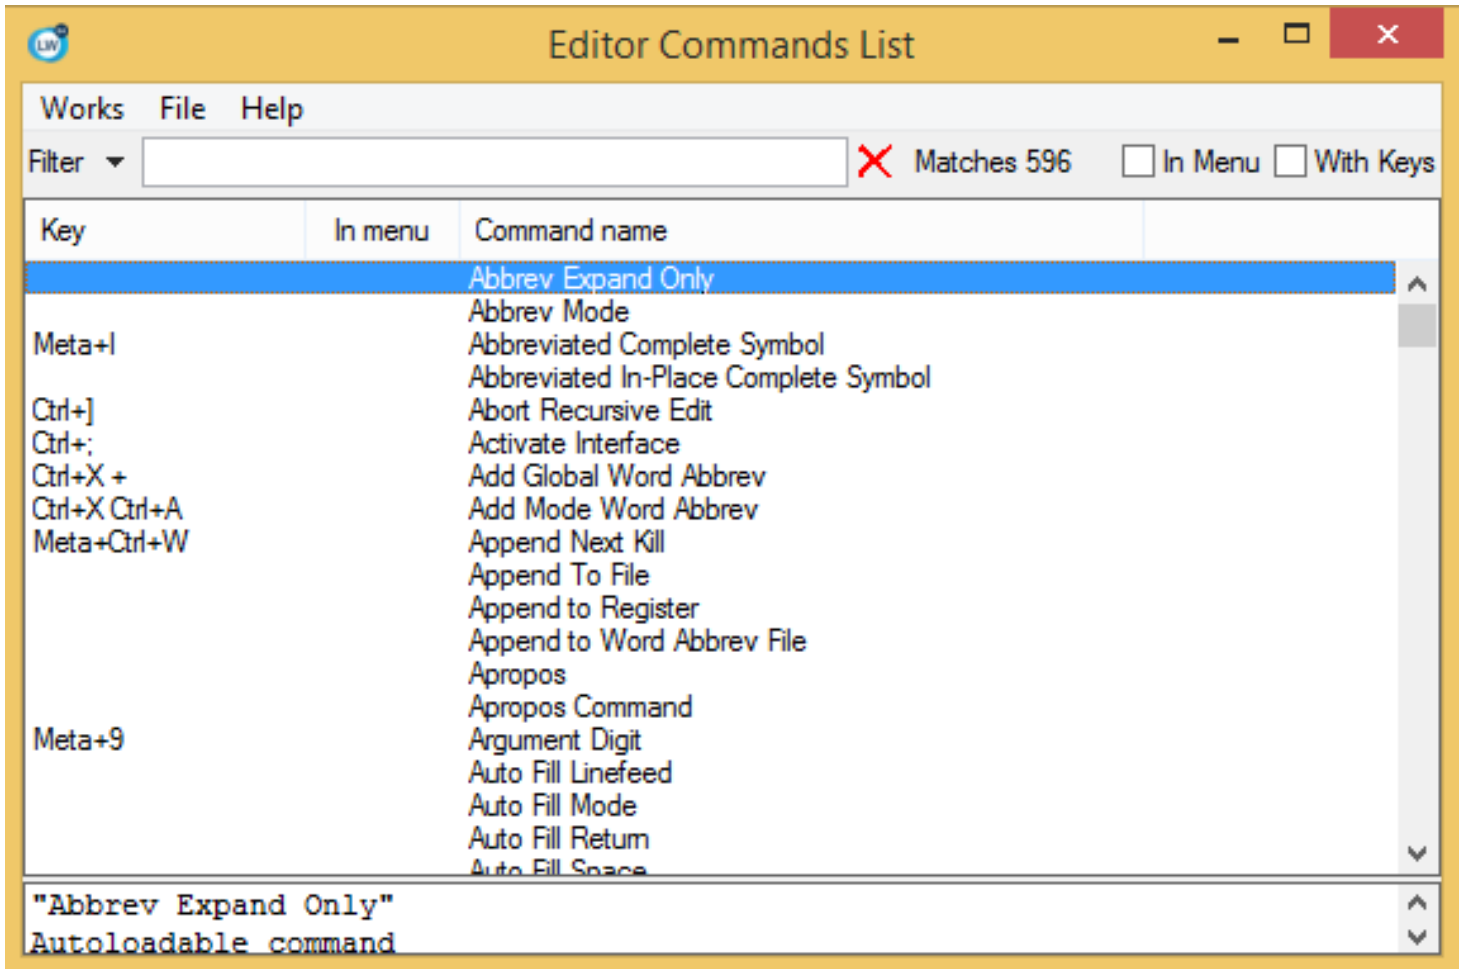 LW
Editor Commands List
Works File Help
Filter Matches 596 In Menu With Keys
Key In menu Command name
Abbrev Expand Only
Abbrev Mode
Meta+I Abbreviated Complete Symbol
Abbreviated In-Place Complete Symbol
Ctrl+] Abort Recursive Edit
Ctrl+; Activate Interface
Ctrl+X + Add Global Word Abbrev
Ctrl+X Ctrl+A Add Mode Word Abbrev
Meta+Ctrl+W Append Next Kill
Append To File
Append to Register
Append to Word Abbrev File
Apropos
Apropos Command
Meta+9 Argument Digit
Auto Fill Linefeed
Auto Fill Mode
Auto Fill Return
Auto Fill Space
"Abbrev Expand Only"
Autoloadable command